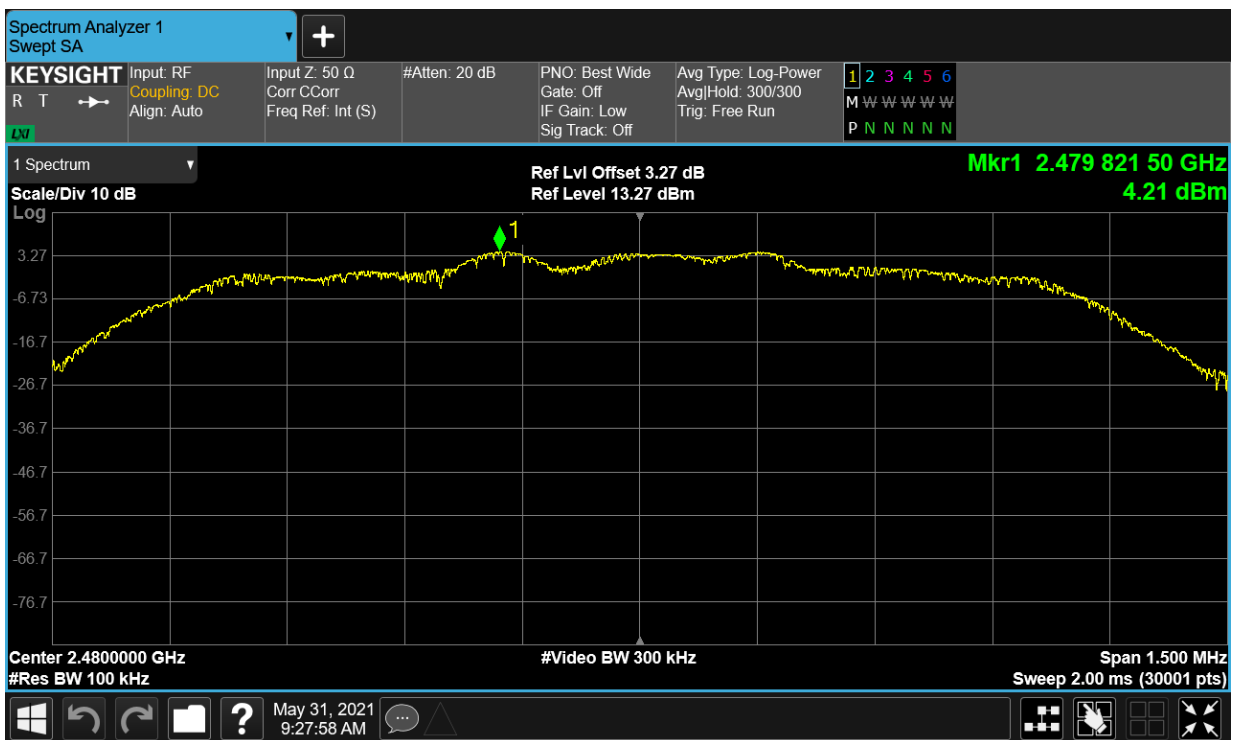 Spectrum Analyzer 1
Swept SA
KEYSIGHT
R T
LXI
Input: RF
Coupling: DC
Align: Auto
Input Z: 50 Ω
Corr CCorr
Freq Ref: Int (S)
#Atten: 20 dB
PNO: Best Wide
Gate: Off
IF Gain: Low
Sig Track: Off
Avg Type: Log-Power
Avg|Hold: 300/300
Trig: Free Run
1 2 3 4 5 6
M W W W W W
P N N N N N
1 Spectrum
Scale/Div 10 dB
Log
Ref Lvl Offset 3.27 dB
Ref Level 13.27 dBm
Mkr1 2.479 821 50 GHz
4.21 dBm
1
3.27
-6.73
-16.7
-26.7
-36.7
-46.7
-56.7
-66.7
-76.7
Center 2.4800000 GHz
#Res BW 100 kHz
#Video BW 300 kHz
Span 1.500 MHz
Sweep 2.00 ms (30001 pts)
?
May 31, 2021
9:27:58 AM